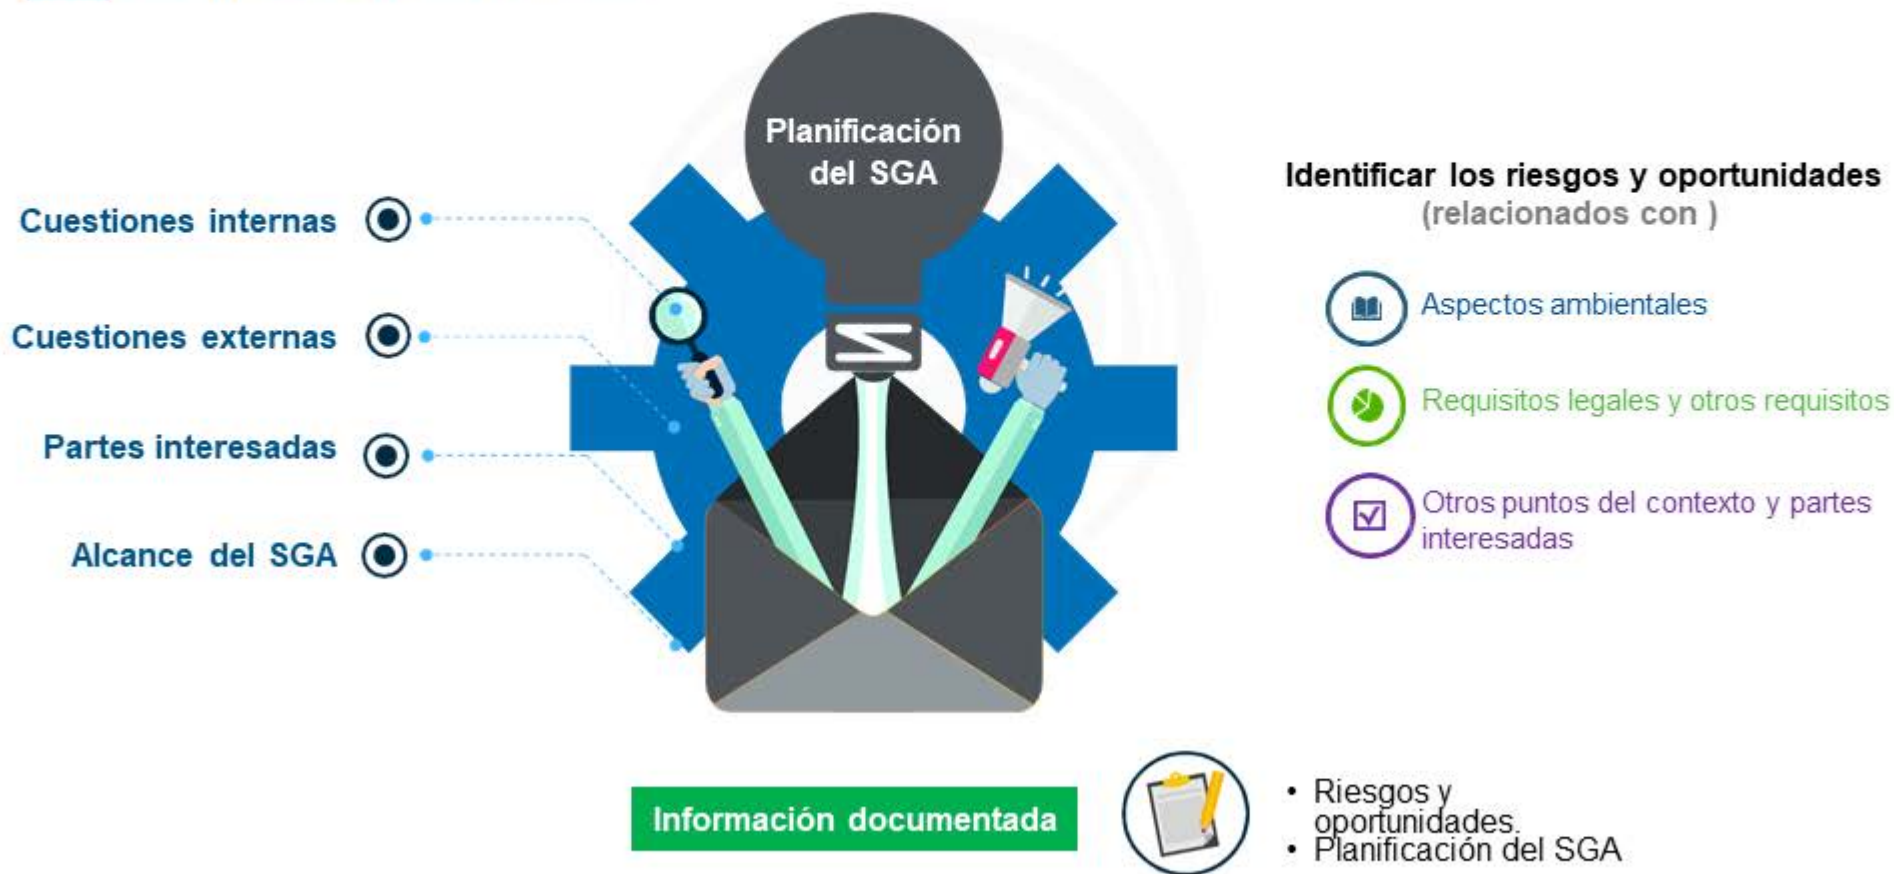 Planificación
del SGA
Cuestiones internas
Cuestiones externas
Partes interesadas
Alcance del SGA
Identificar los riesgos y oportunidades
(relacionados con )
Aspectos ambientales
Requisitos legales y otros requisitos
Otros puntos del contexto y partes
interesadas
Información documentada
• Riesgos y
oportunidades.
• Planificación del SGA